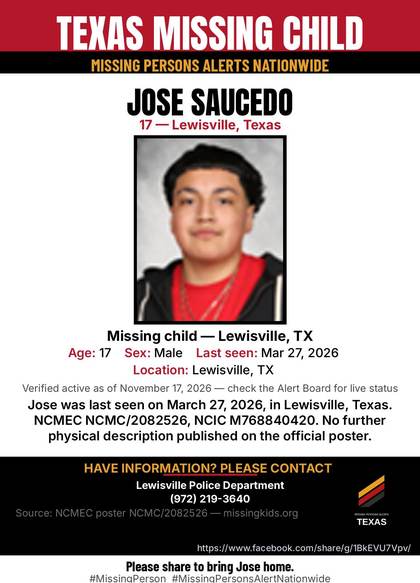 TEXAS MISSING CHILD
MISSING PERSONS ALERTS NATIONWIDE
JOSE SAUCEDO
17 — Lewisville, Texas
Missing child — Lewisville, TX
Age: 17 Sex: Male Last seen: Mar 27, 2026
Location: Lewisville, TX
Verified active as of November 17, 2026 — check the Alert Board for live status
Jose was last seen on March 27, 2026, in Lewisville, Texas.
NCMEC NCMC/2082526, NCIC M768840420. No further
physical description published on the official poster.
HAVE INFORMATION? PLEASE CONTACT
Lewisville Police Department
(972) 219-3640
Source: NCMEC poster NCMC/2082526 — missingkids.org
TEXAS
https://www.facebook.com/share/g/1BkEVU7Vpv/
Please share to bring Jose home.
#MissingPerson #MissingPersonsAlertNationwide